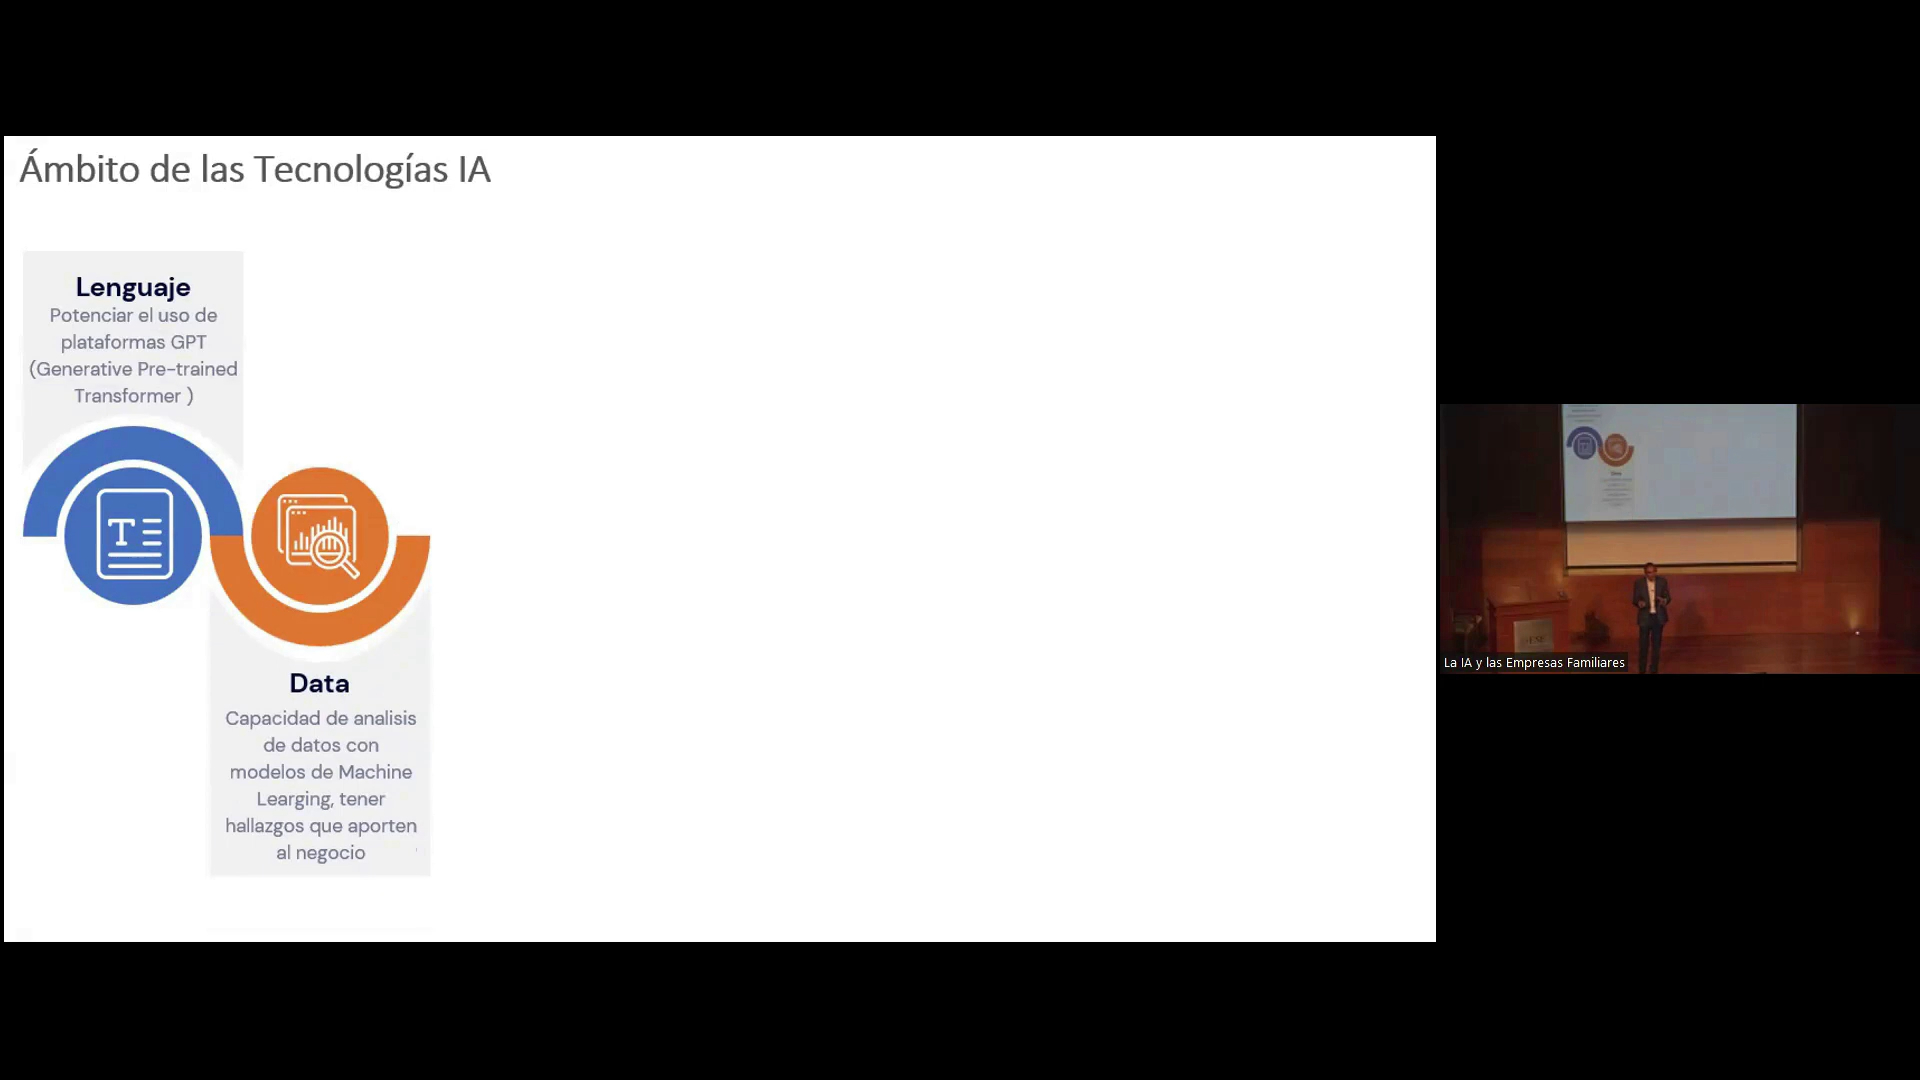 Ámbito de las Tecnologías IA
Lenguaje
Potenciar el uso de
plataformas GPT
(Generative Pre-trained
Transformer )
T
Data
Capacidad de analisis
de datos con
modelos de Machine
Learging, tener
hallazgos que aporten
al negocio
La IA y las Empresas Familiares